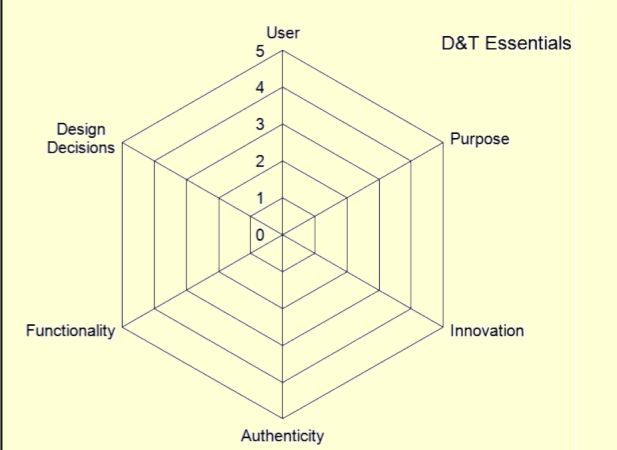 D&T Essentials
User
5
4
3
2
1
0
Purpose
Innovation
Authenticity
Functionality
Design
Decisions